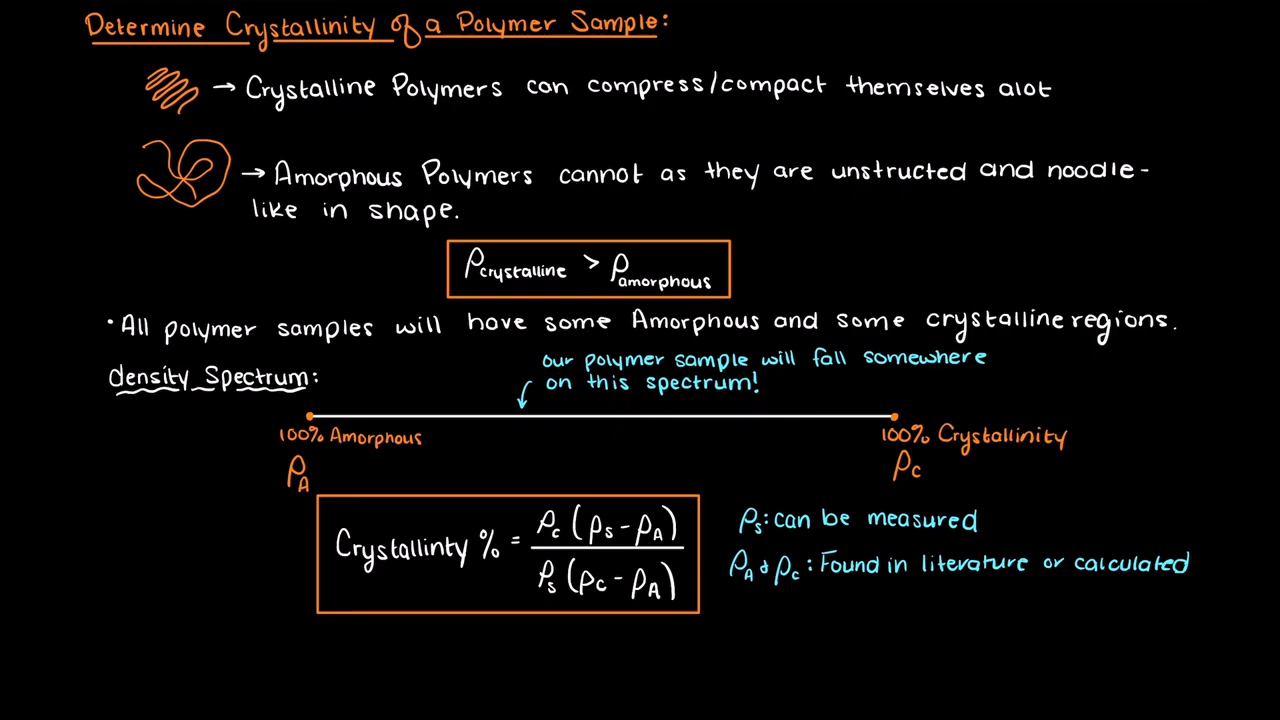 Determine Crystallinity of a Polymer Sample:
→ Crystalline Polymers can compress/compact themselves alot
→ Amorphous Polymers cannot as they are unstructed and noodle-
like in shape.
ρcrystalline > ρamorphous
• All polymer samples will have some Amorphous and some crystalline regions.
our polymer sample will fall somewhere
density Spectrum:
on this spectrum!
100% Amorphous
100% Crystallinity
ρA
ρC
Crystallinty % = ρc (ρs - ρA) / ρs (ρc - ρA)
ρs: can be measured
ρA & ρc: Found in literature or calculated